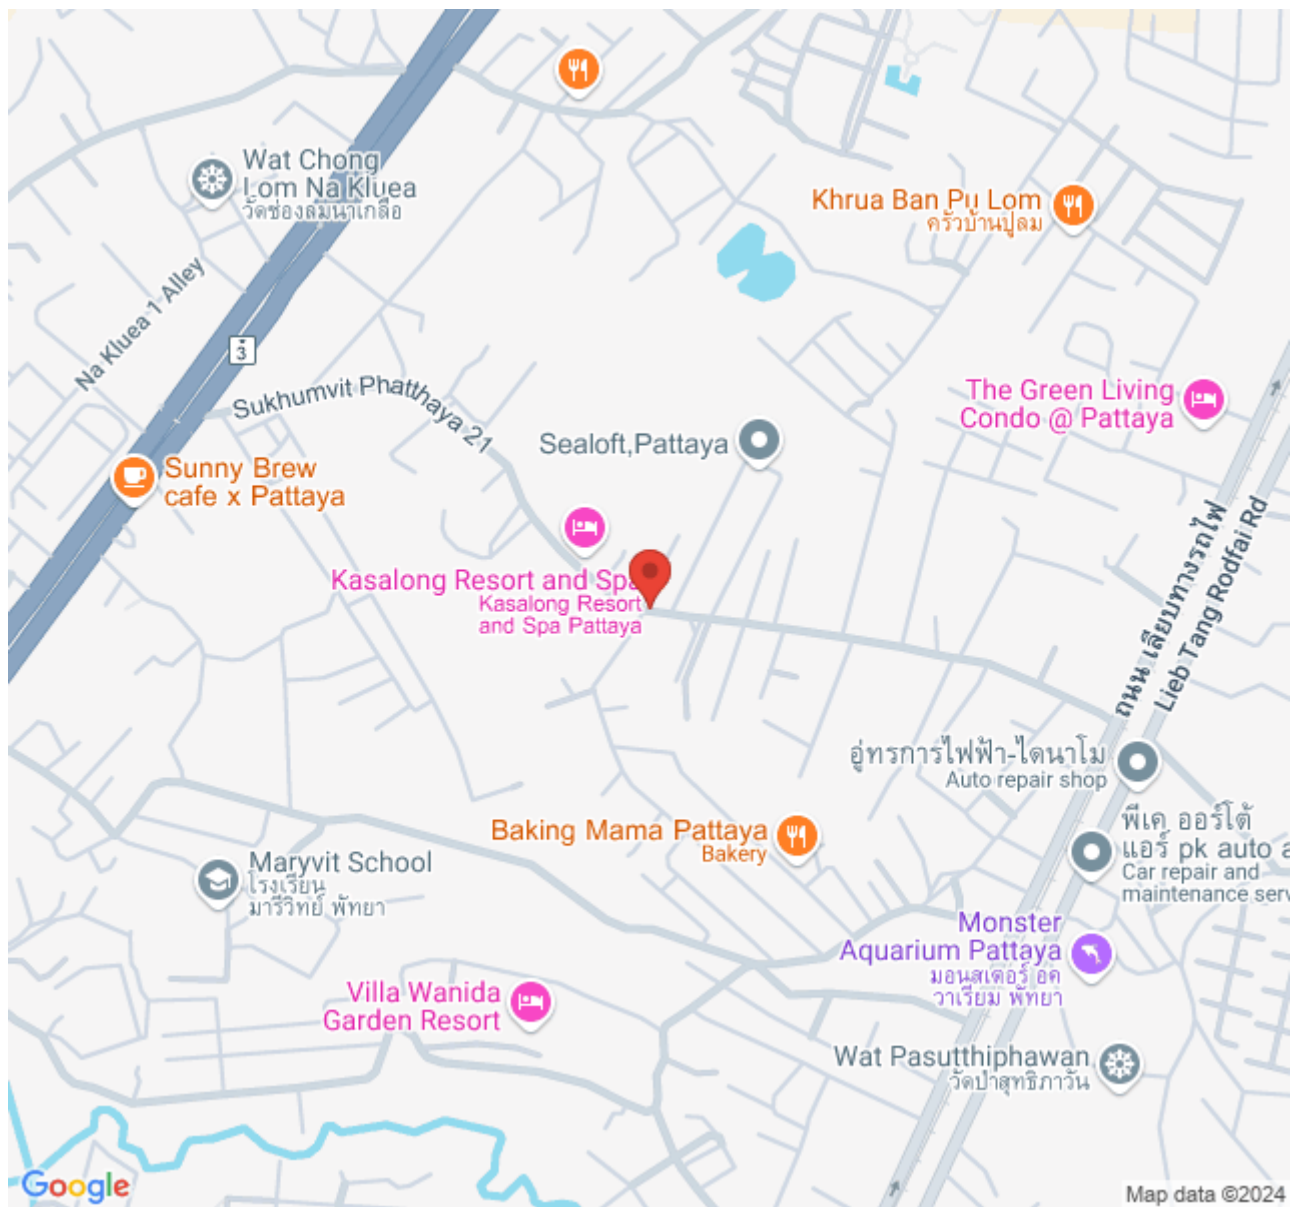 Wat Chong
Lom Na Kluea
วัดช่องลมนาเกลือ
Khrua Ban Pu Lom
ครัวบ้านปูลม
Na Kluea 1 Alley
3
Sukhumvit Phatthaya 21
The Green Living
Condo @ Pattaya
Sealoft,Pattaya
Sunny Brew
cafe x Pattaya
Kasalong Resort and Spa
Kasalong Resort
and Spa Pattaya
ถนน เลียบทางรถไฟ
Lieb Tang Rodfai Rd
อู่ทรการไฟฟ้า-ไดนาโม
Auto repair shop
Baking Mama Pattaya
Bakery
พีเค ออร์โต้
แอร์ pk auto a
Car repair and
maintenance serv
Maryvit School
โรงเรียน
มารีวิทย์ พัทยา
Monster
Aquarium Pattaya
มอนสเตอร์ อค
วาเรียม พัทยา
Villa Wanida
Garden Resort
Wat Pasutthiphawan
วัดป่าสุทธิภาวัน
Google
Map data ©2024